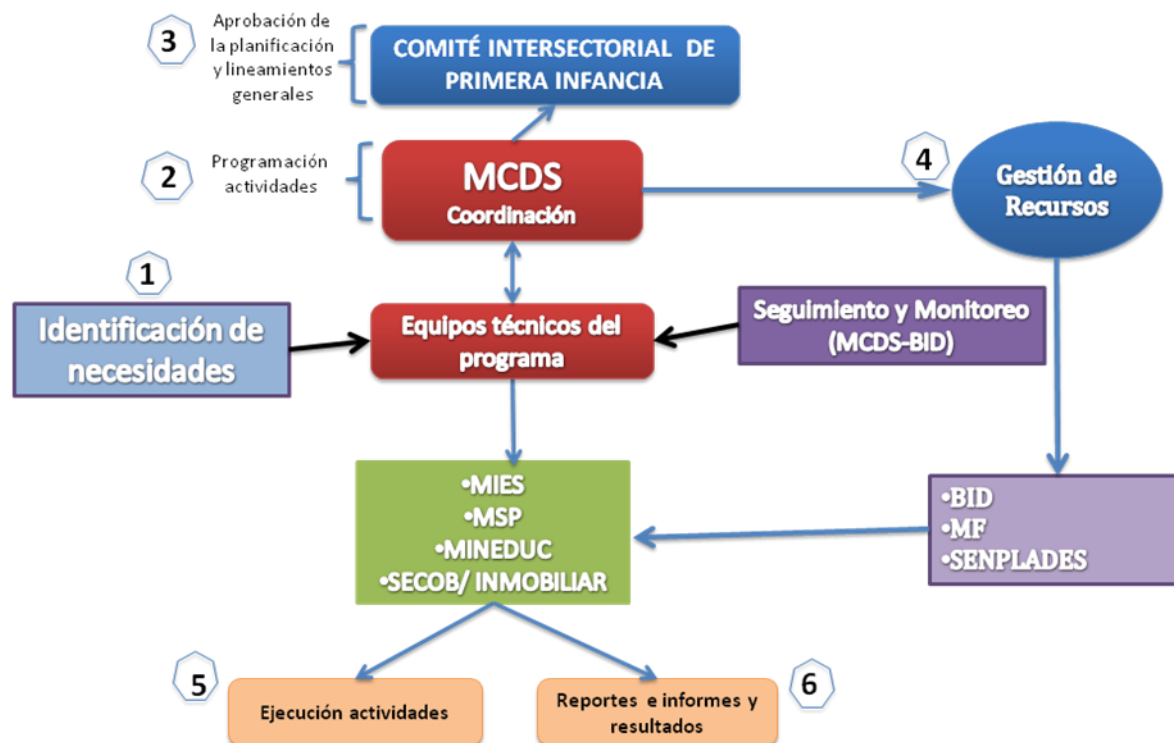 3
Aprobación de
la planificación
y lineamientos
generales
COMITÉ INTERSECTORIAL DE
PRIMERA INFANCIA
2
Programación
actividades
MCDS
Coordinación
4
Gestión de
Recursos
1
Identificación de
necesidades
Equipos técnicos del
programa
Seguimiento y Monitoreo
(MCDS-BID)
•MIES
•MSP
•MINEDUC
•SECOB/ INMOBILIAR
•BID
•MF
•SENPLADES
5
Ejecución actividades
Reportes e informes y
resultados
6